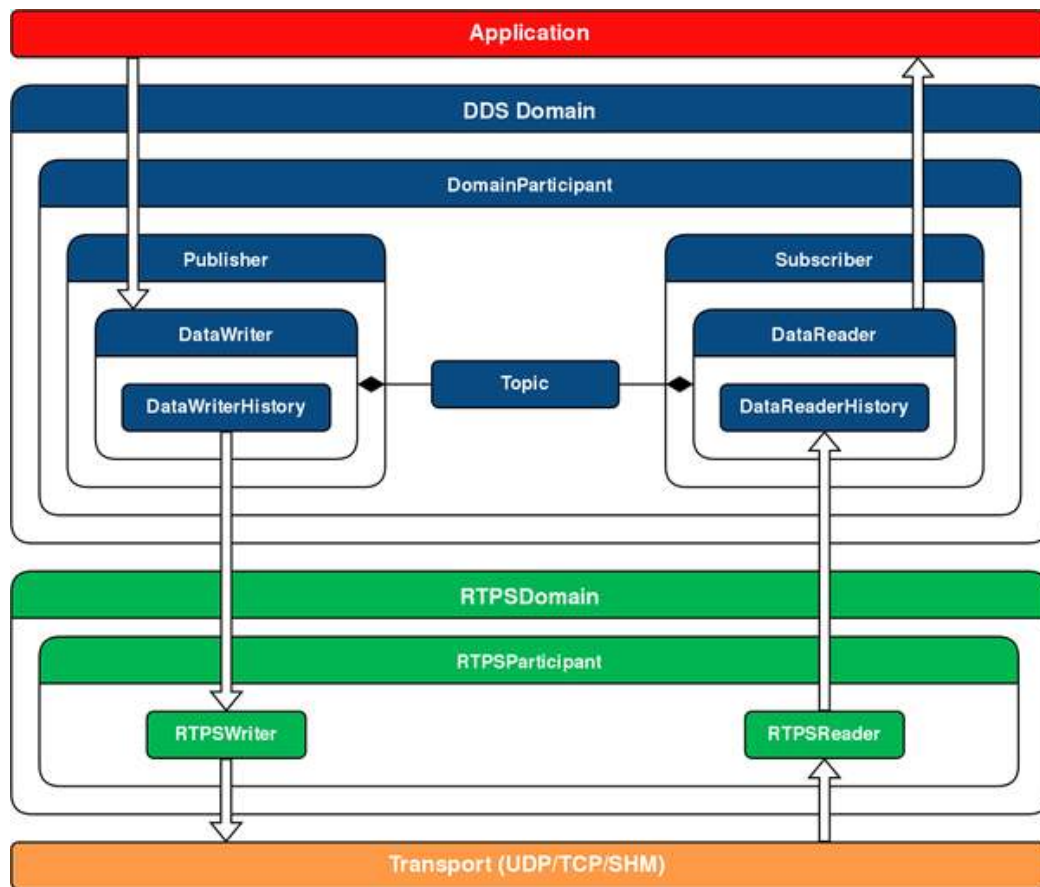 Application
DDS Domain
DomainParticipant
Publisher
Subscriber
DataWriter
DataReader
Topic
DataWriterHistory
DataReaderHistory
RTPSDomain
RTPSParticipant
RTPSWriter
RTPSReader
Transport (UDP/TCP/SHM)